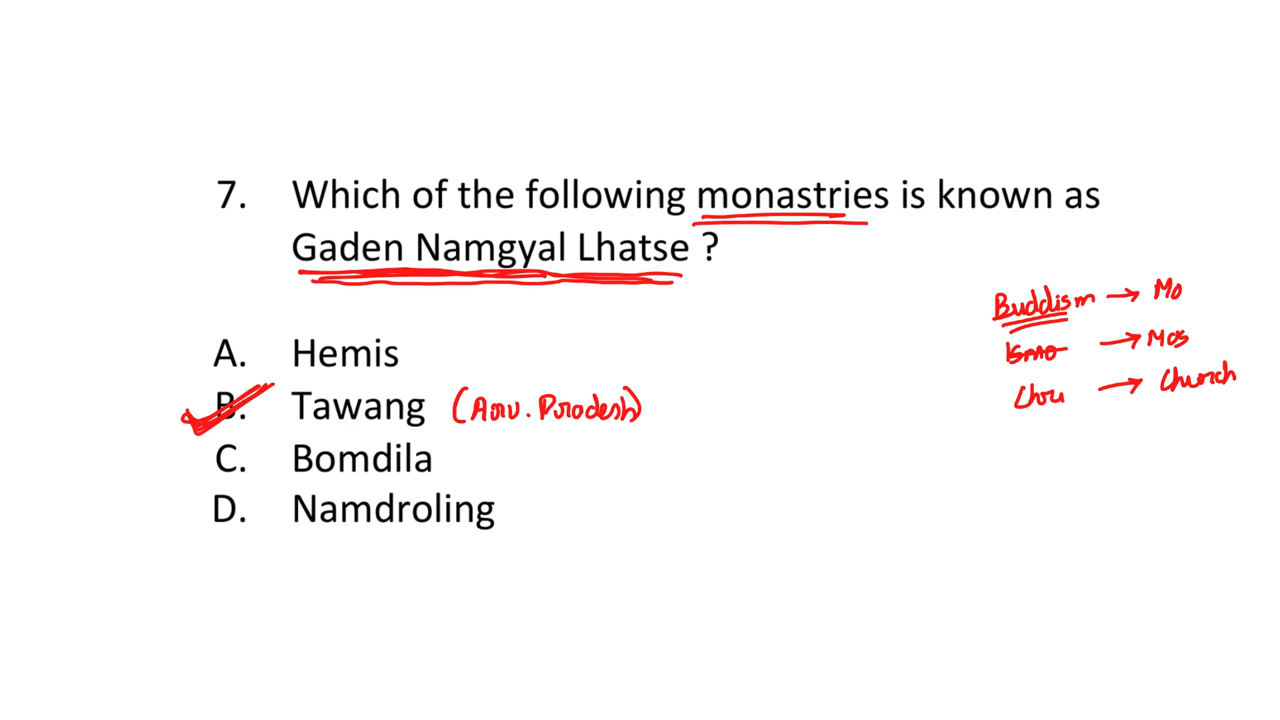 7. Which of the following monastries is known as
Gaden Namgyal Lhatse ?
Buddism → Mo
→ Mos
→ Church
A. Hemis
B. Tawang (Aru. Pradesh)
C. Bomdila
D. Namdroling